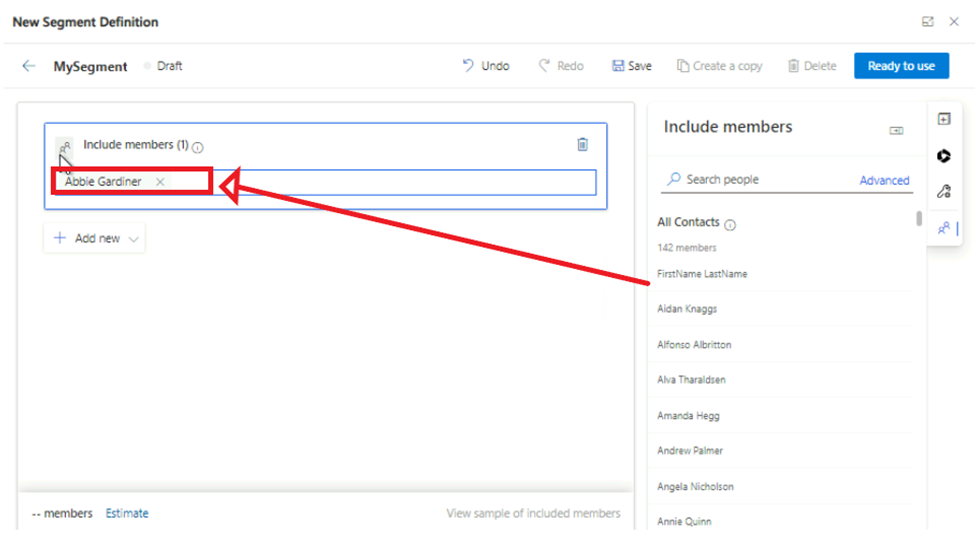 New Segment Definition
MySegment Draft Undo Redo Save Create a copy Delete Ready to use
Include members (1)
Abbie Gardiner
Add new
-- members Estimate View sample of included members
Include members
Search people Advanced
All Contacts
142 members
FirstName LastName
Aidan Knaggs
Alfonso Albritton
Alva Tharaldsen
Amanda Hegg
Andrew Palmer
Angela Nicholson
Annie Quinn